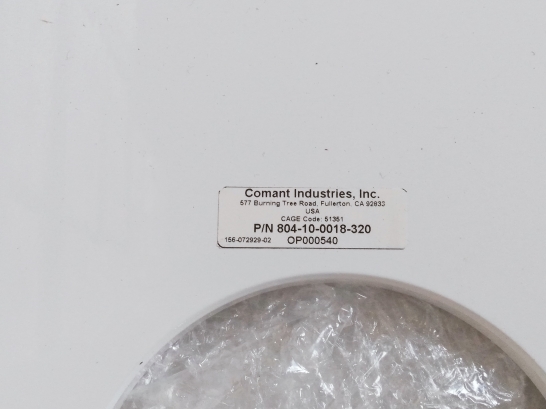 Comant Industries, Inc.
577 Burning Tree Road, Fullerton, CA 92833
USA
CAGE Code: 51351
P/N 804-10-0018-320
156-072929-02 OP000540